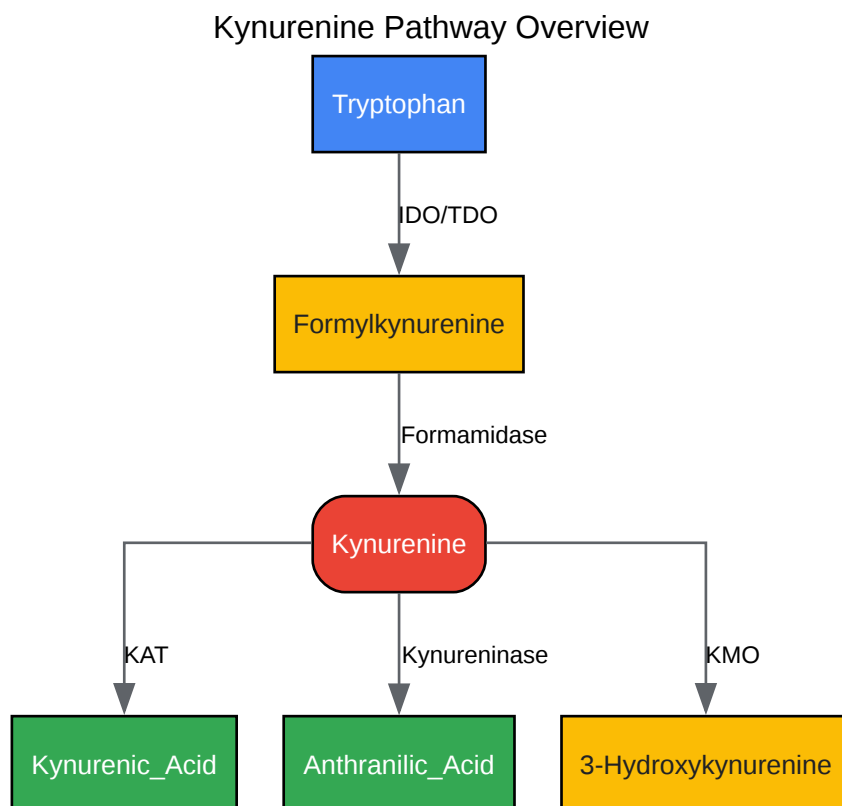 Kynurenine Pathway Overview
Tryptophan
IDO/TDO
Formylkynurenine
Formamidase
Kynurenine
KAT
Kynureninase
KMO
Kynurenic_Acid
Anthranilic_Acid
3-Hydroxykynurenine